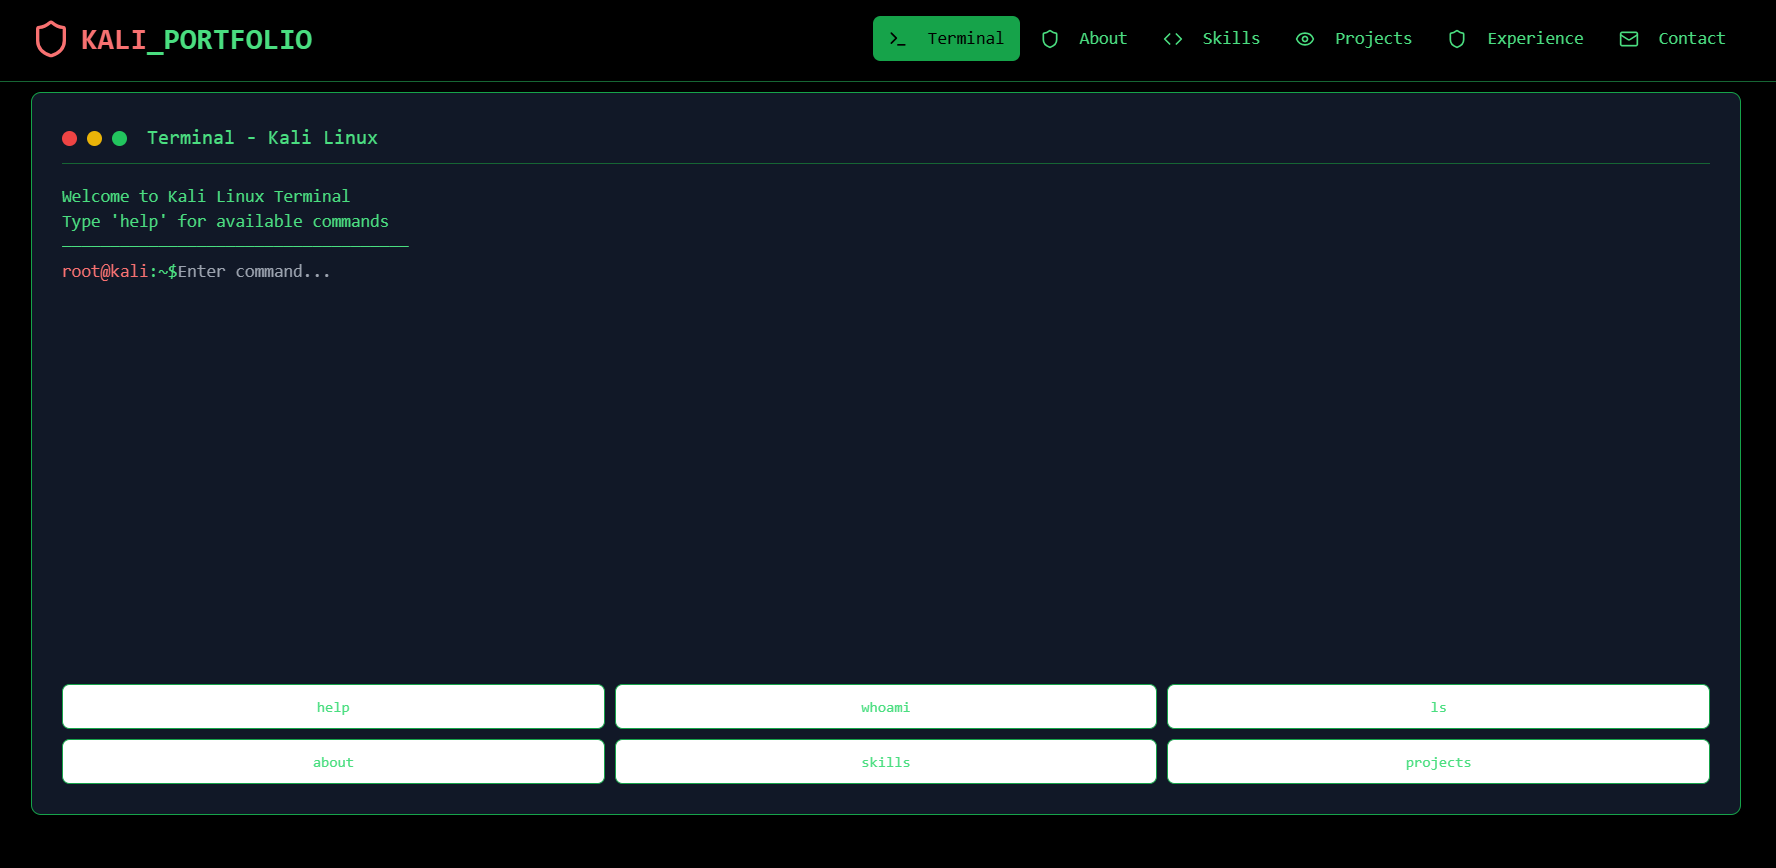 KALI_PORTFOLIO
>_ Terminal About <> Skills Projects Experience Contact
Terminal - Kali Linux
Welcome to Kali Linux Terminal
Type 'help' for available commands
root@kali:~$Enter command...
help whoami ls
about skills projects